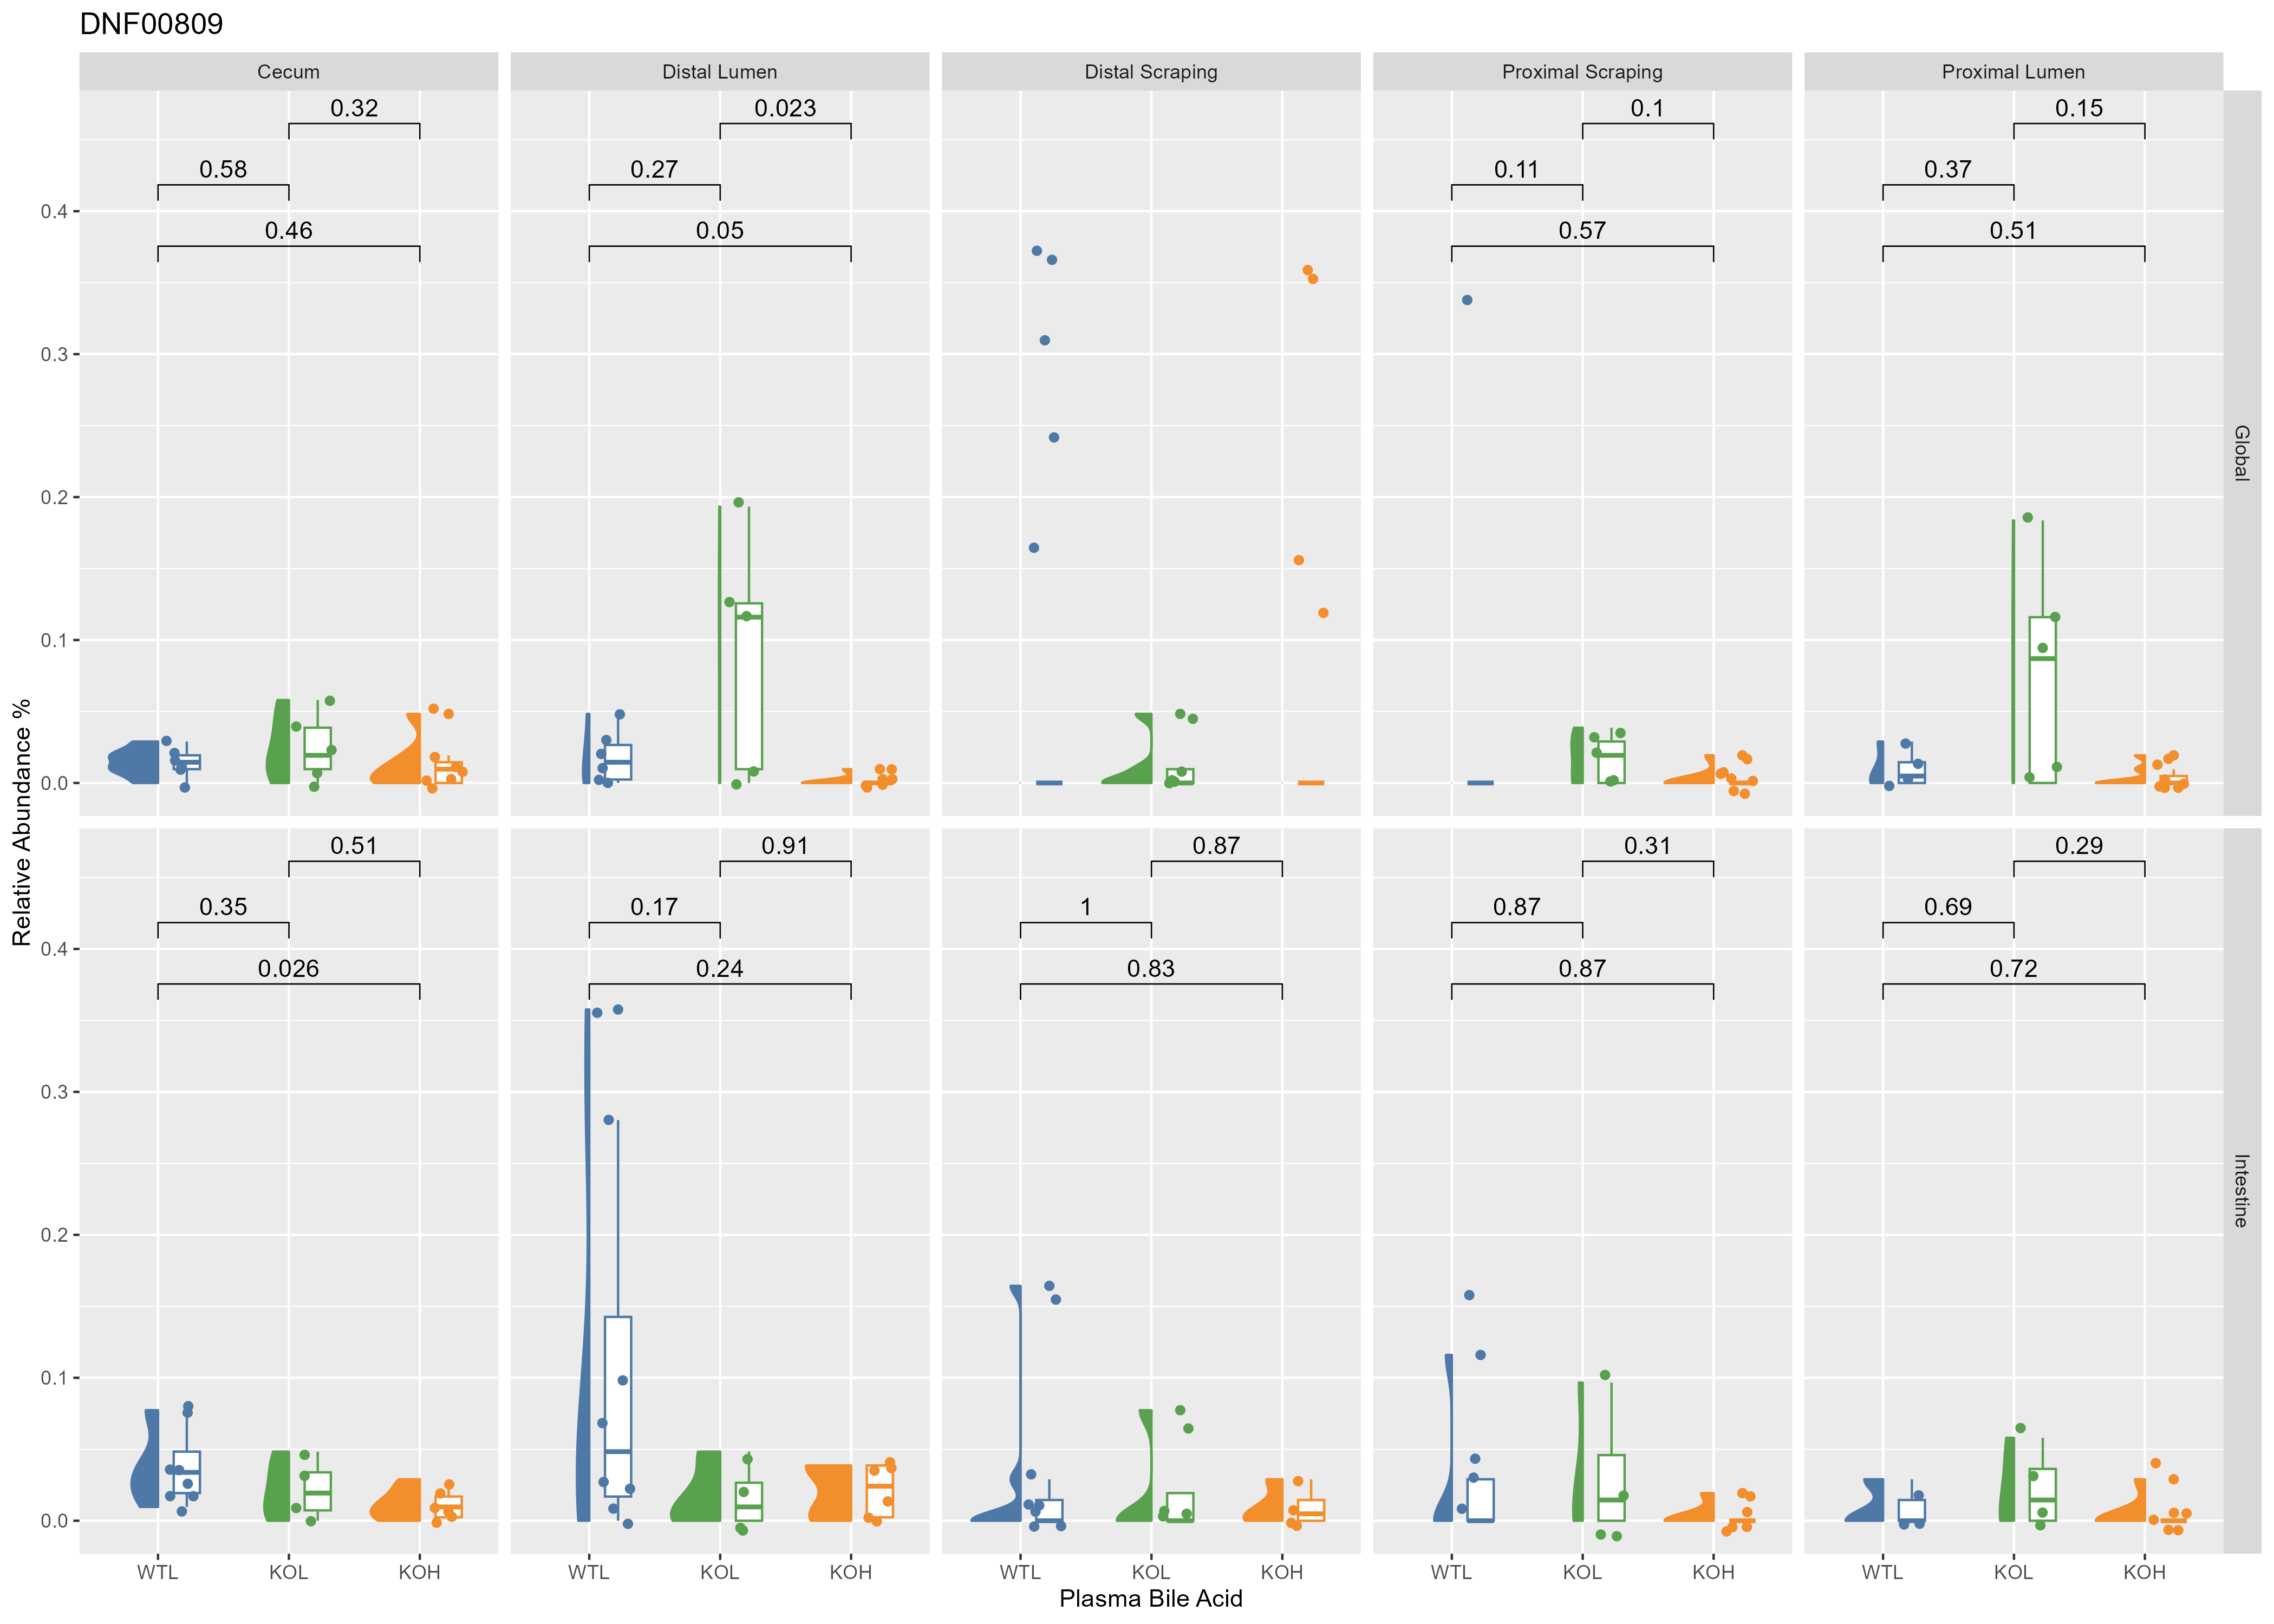 DNF00809
Cecum
Distal Lumen
Distal Scraping
Proximal Scraping
Proximal Lumen
0.32
0.58
0.46
0.023
0.27
0.05
0.1
0.11
0.57
0.15
0.37
0.51
0.4
0.3
0.2
0.1
0.0
Global
Relative Abundance %
0.51
0.35
0.026
0.91
0.17
0.24
0.87
1
0.83
0.31
0.87
0.87
0.29
0.69
0.72
0.4
0.3
0.2
0.1
0.0
Intestine
WTL KOL KOH
WTL KOL KOH
WTL KOL KOH
WTL KOL KOH
WTL KOL KOH
Plasma Bile Acid